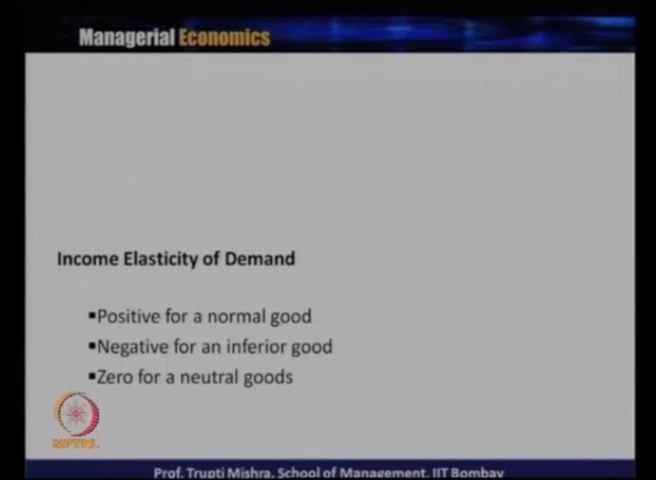 Managerial Economics
Income Elasticity of Demand
▪Positive for a normal good
▪Negative for an inferior good
▪Zero for a neutral goods
NPTEL
Prof. Trupti Mishra, School of Management, IIT Bombay